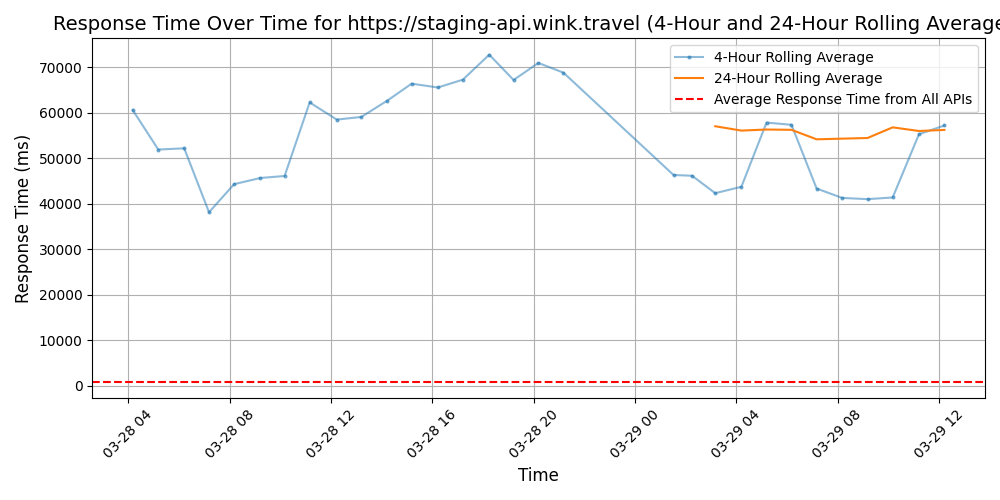 Response Time Over Time for https://staging-api.wink.travel (4-Hour and 24-Hour Rolling Average
4-Hour Rolling Average
24-Hour Rolling Average
Average Response Time from All APIs
Response Time (ms)
70000
60000
50000
40000
30000
20000
10000
0
03-28 04
03-28 08
03-28 12
03-28 16
03-28 20
03-29 00
03-29 04
03-29 08
03-29 12
Time